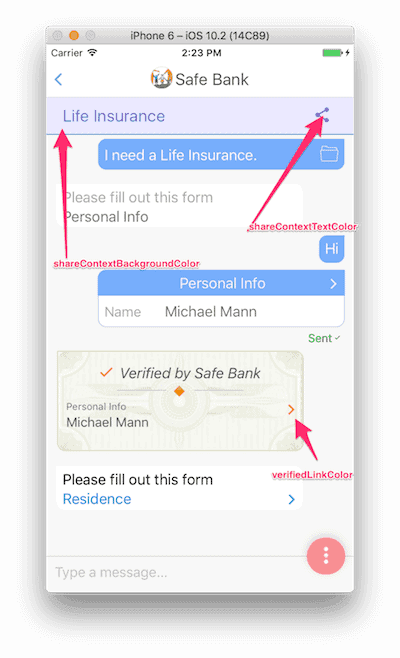 iPhone 6 – iOS 10.2 (14C89)
Carrier 2:23 PM
Safe Bank
Life Insurance
I need a Life Insurance.
Please fill out this form
Personal Info
shareContextTextColor
Hi
shareContextBackgroundColor
Personal Info
Name Michael Mann
Sent
Verified by Safe Bank
Personal Info
Michael Mann
verifiedLinkColor
Please fill out this form
Residence
Type a message...